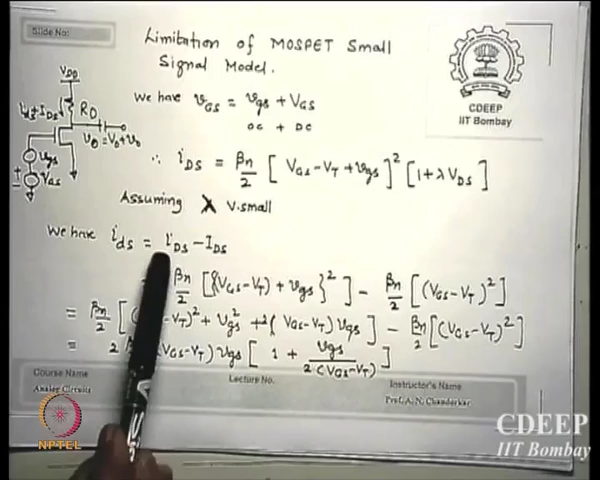 Slide No:
Limitation of MOSFET Small
Signal Model.
CDEEP
IIT Bombay
VDD
RD
ids+IDS
vO = VO+vo
vgs
VGS
We have vGS = vgs + VGS
ac + DC
∴ iDS = βn/2 [ VGS-VT+vgs ]² [1+λVDS]
Assuming λ v.small
We have ids = iDS - IDS
βn/2 [{(VGS-VT) + vgs}²] - βn/2 [(VGS-VT)²]
= βn/2 [( -VT)² + vgs² + 2(VGS-VT) vgs] - βn/2 [(VGS-VT)²]
= 2 (VGS-VT) vgs [ 1 + vgs/2(VGS-VT) ]
Course Name
Analog Circuits
Lecture No.
Instructor's Name
Prof. A. N. Chandorkar
NPTEL
CDEEP
IIT Bombay